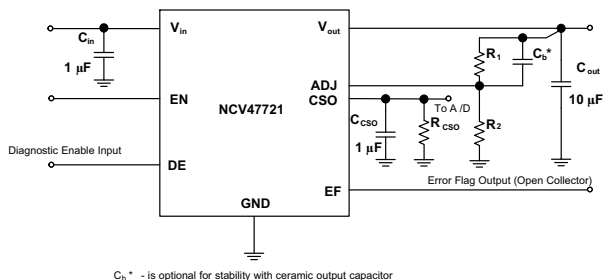 Cin
1 μF
Vin
Vout
R1
Cb*
Cout
10 μF
ADJ
EN
NCV47721
CSO
To A /D
CCSO
1 μF
RCSO
R2
Diagnostic Enable Input
DE
EF
Error Flag Output (Open Collector)
GND
Cb* - is optional for stability with ceramic output capacitor